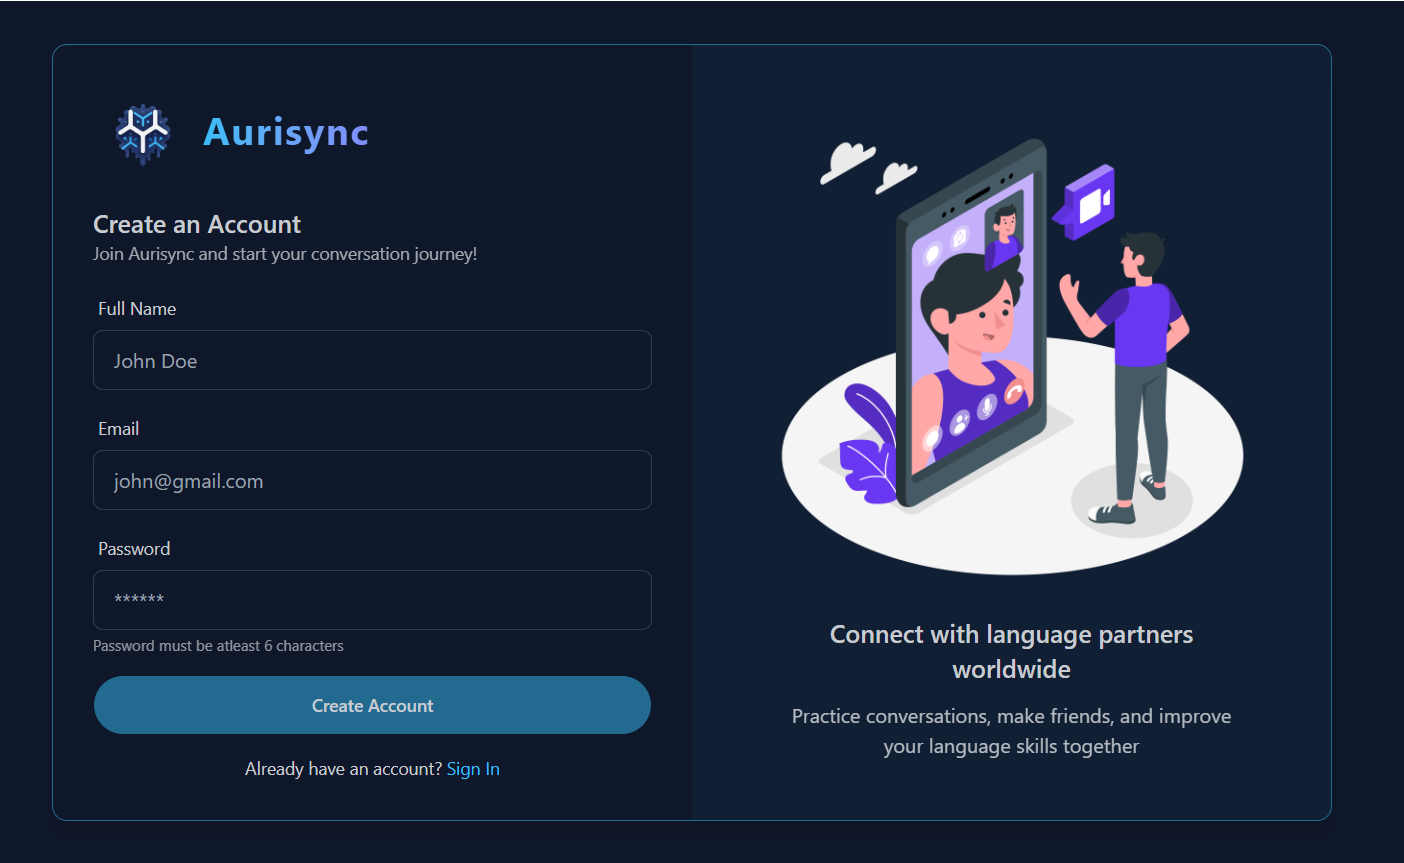 Aurisync
Create an Account
Join Aurisync and start your conversation journey!
Full Name
John Doe
Email
john@gmail.com
Password
******
Password must be atleast 6 characters
Create Account
Already have an account? Sign In
Connect with language partners
worldwide
Practice conversations, make friends, and improve
your language skills together